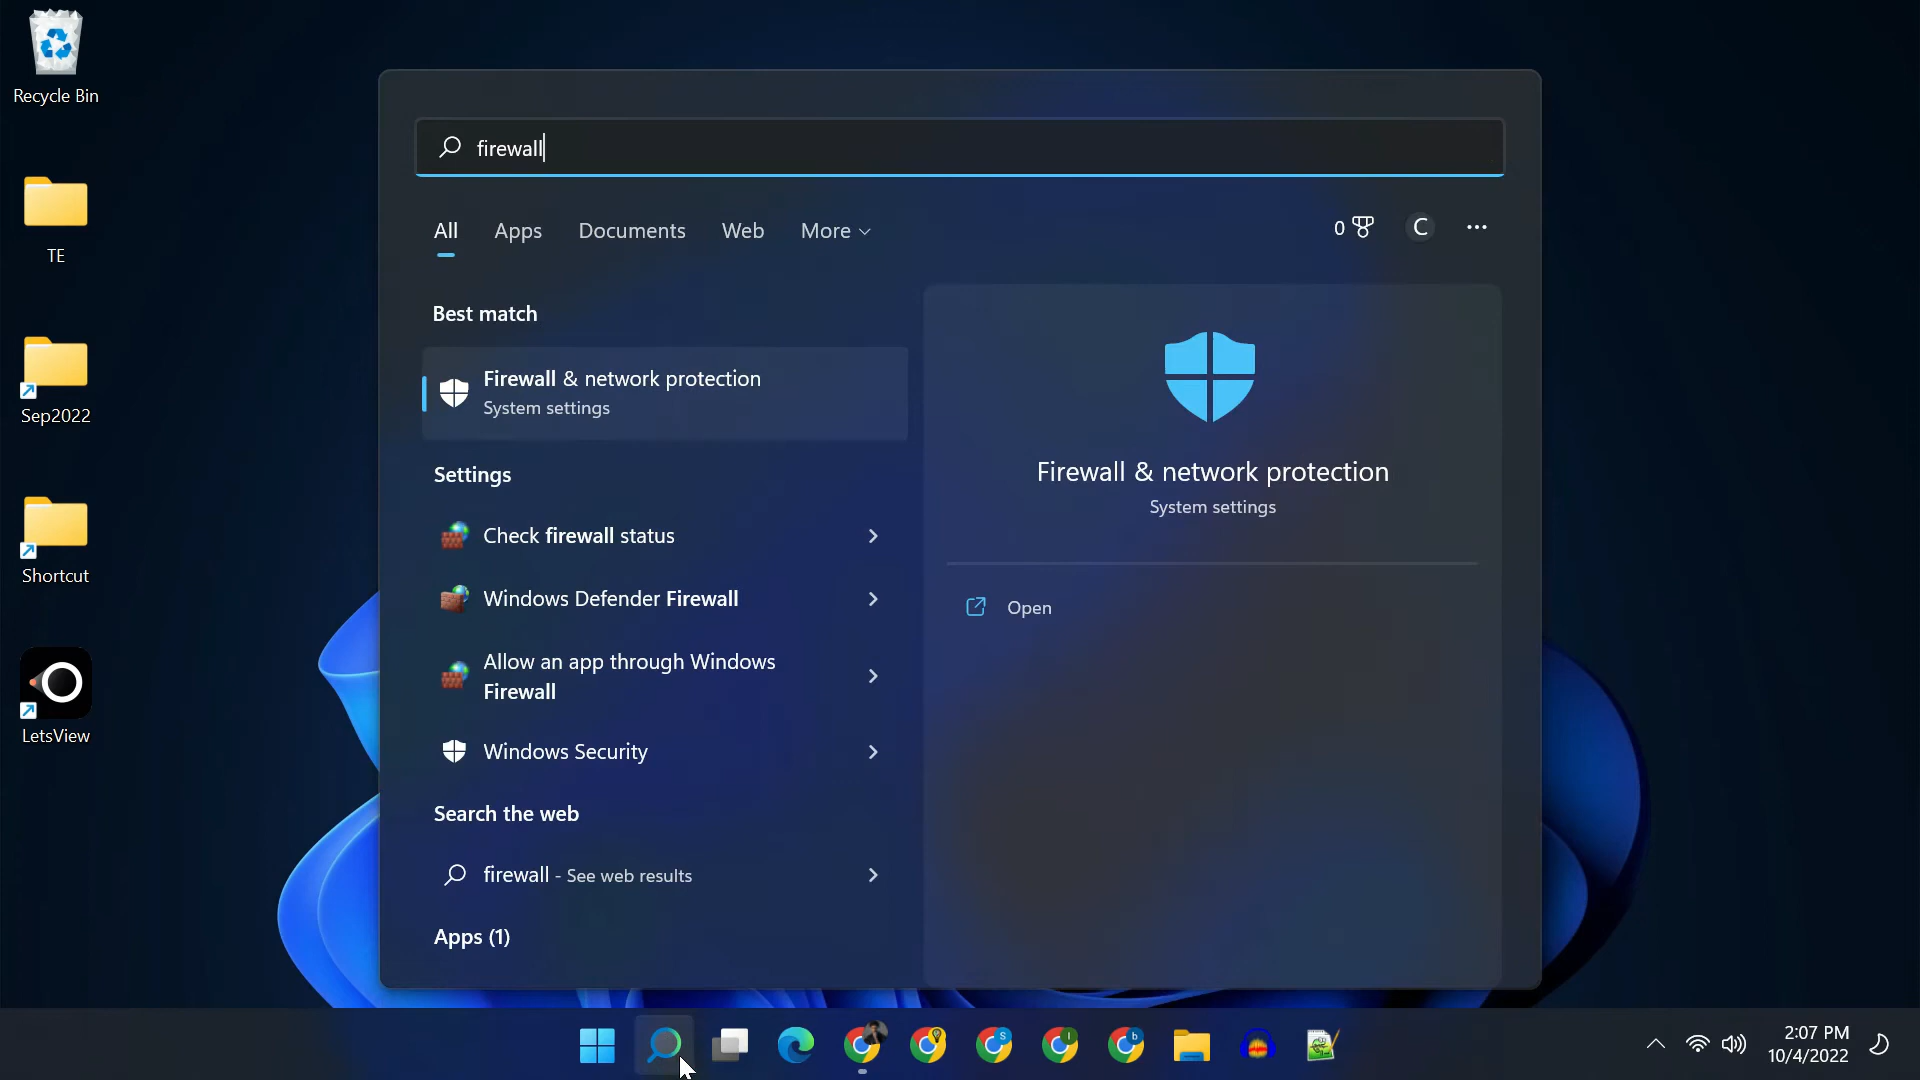 Recycle Bin
TE
Sep2022
Shortcut
LetsView
firewall
All Apps Documents Web More
0 C
Best match
Firewall & network protection
System settings
Settings
Check firewall status
Windows Defender Firewall
Allow an app through Windows
Firewall
Windows Security
Search the web
firewall - See web results
Apps (1)
Firewall & network protection
System settings
Open
S
I
b
2:07 PM
10/4/2022